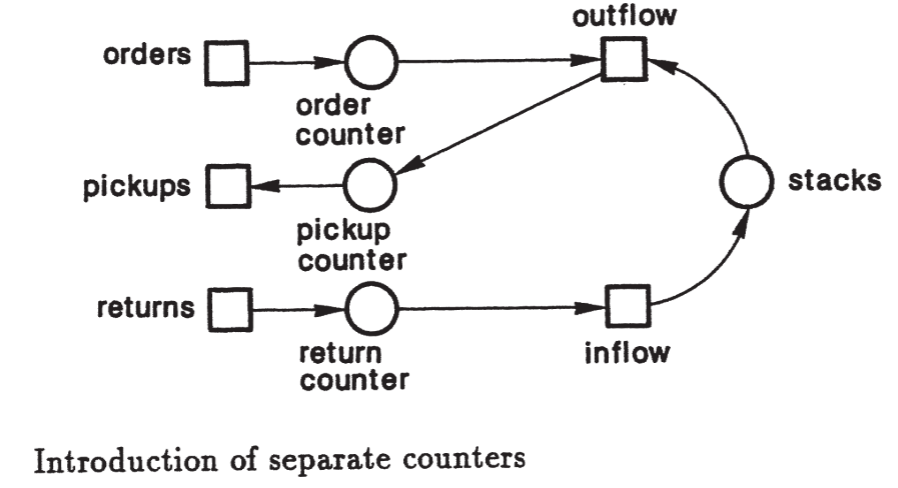 outflow
orders
order
counter
pickups
stacks
pickup
counter
returns
return
counter
inflow
Introduction of separate counters